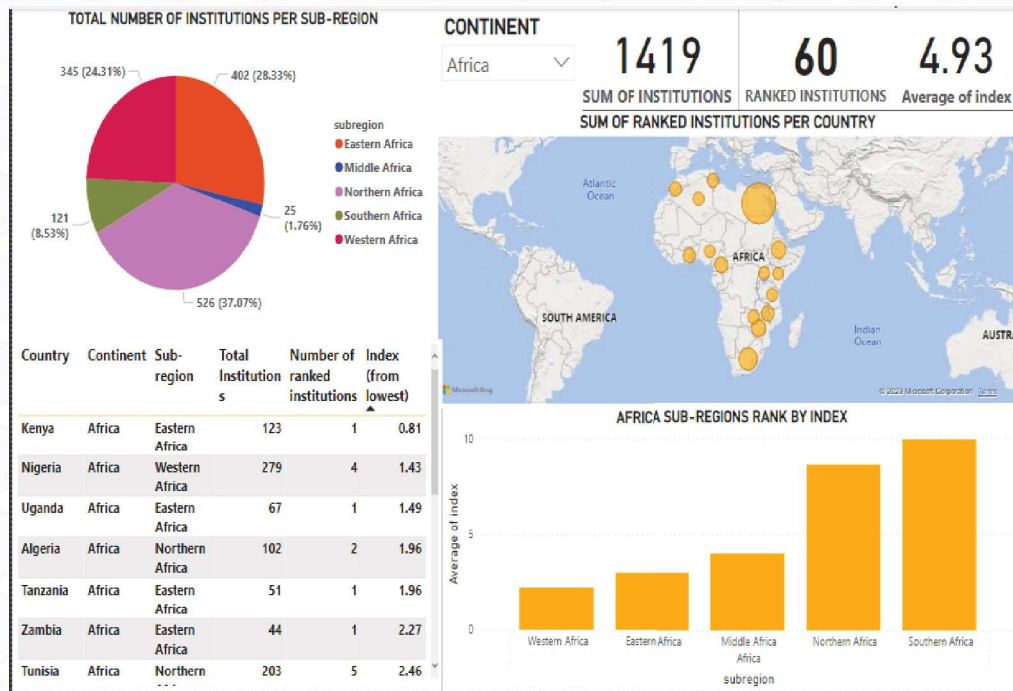 TOTAL NUMBER OF INSTITUTIONS PER SUB-REGION
345 (24.31%)
402 (28.33%)
25
(1.76%)
121
(8.53%)
526 (37.07%)
subregion
Eastern Africa
Middle Africa
Northern Africa
Southern Africa
Western Africa
CONTINENT
Africa
1419
SUM OF INSTITUTIONS
60
RANKED INSTITUTIONS
4.93
Average of index
SUM OF RANKED INSTITUTIONS PER COUNTRY
Atlantic
Ocean
AFRICA
SOUTH AMERICA
Indian
Ocean
AUSTR
Microsoft Bing
© 2023 Microsoft Corporation Terms
Country Continent Sub-region Total Institutions Number of ranked institutions Index (from lowest)
Kenya Africa Eastern Africa 123 1 0.81
Nigeria Africa Western Africa 279 4 1.43
Uganda Africa Eastern Africa 67 1 1.49
Algeria Africa Northern Africa 102 2 1.96
Tanzania Africa Eastern Africa 51 1 1.96
Zambia Africa Eastern Africa 44 1 2.27
Tunisia Africa Northern 203 5 2.46
AFRICA SUB-REGIONS RANK BY INDEX
Average of index
10
5
0
Western Africa
Eastern Africa
Middle Africa
Africa
Northern Africa
Southern Africa
subregion